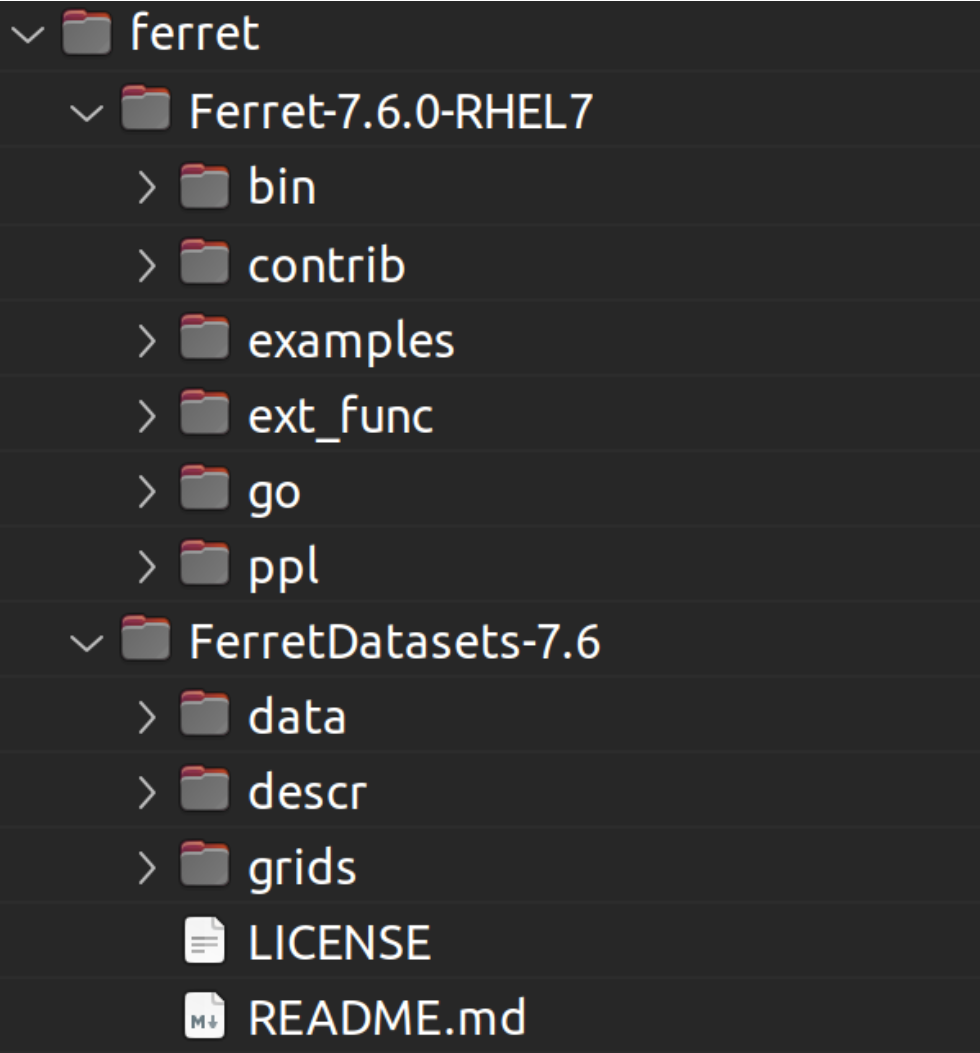 ferret
Ferret-7.6.0-RHEL7
bin
contrib
examples
ext_func
go
ppl
FerretDatasets-7.6
data
descr
grids
LICENSE
M↓ README.md